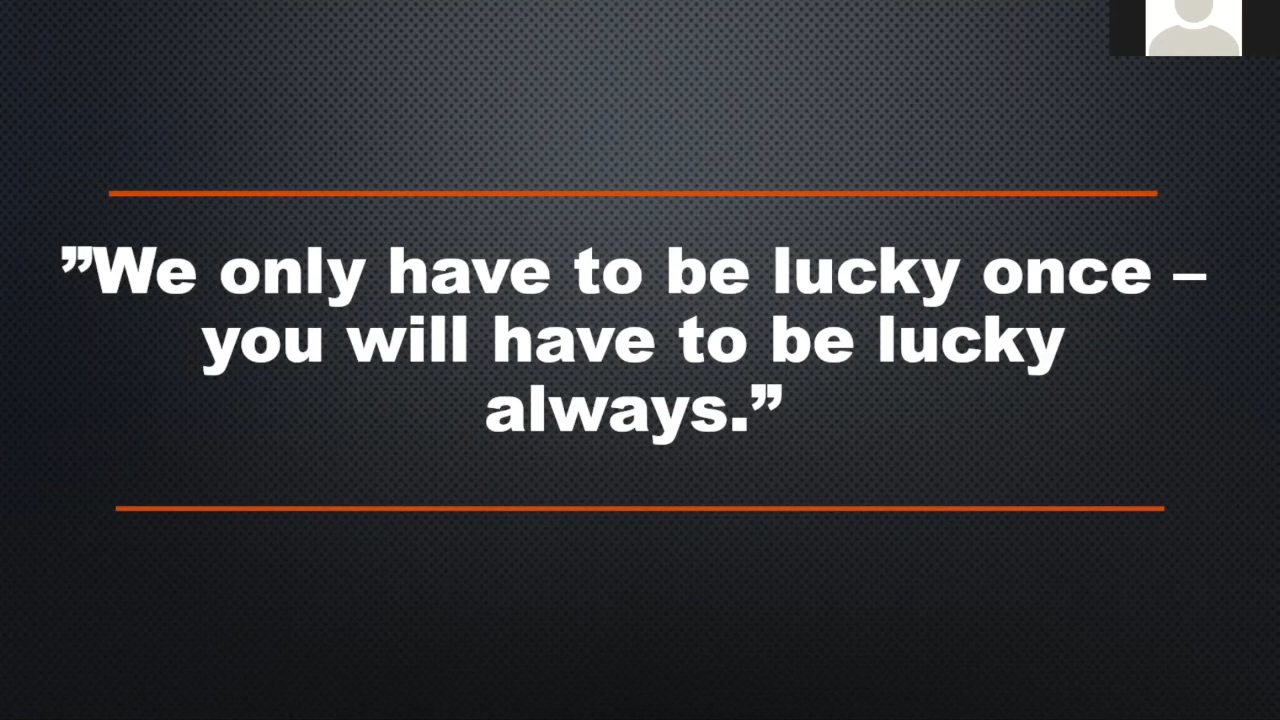 ”We only have to be lucky once –
you will have to be lucky
always.”